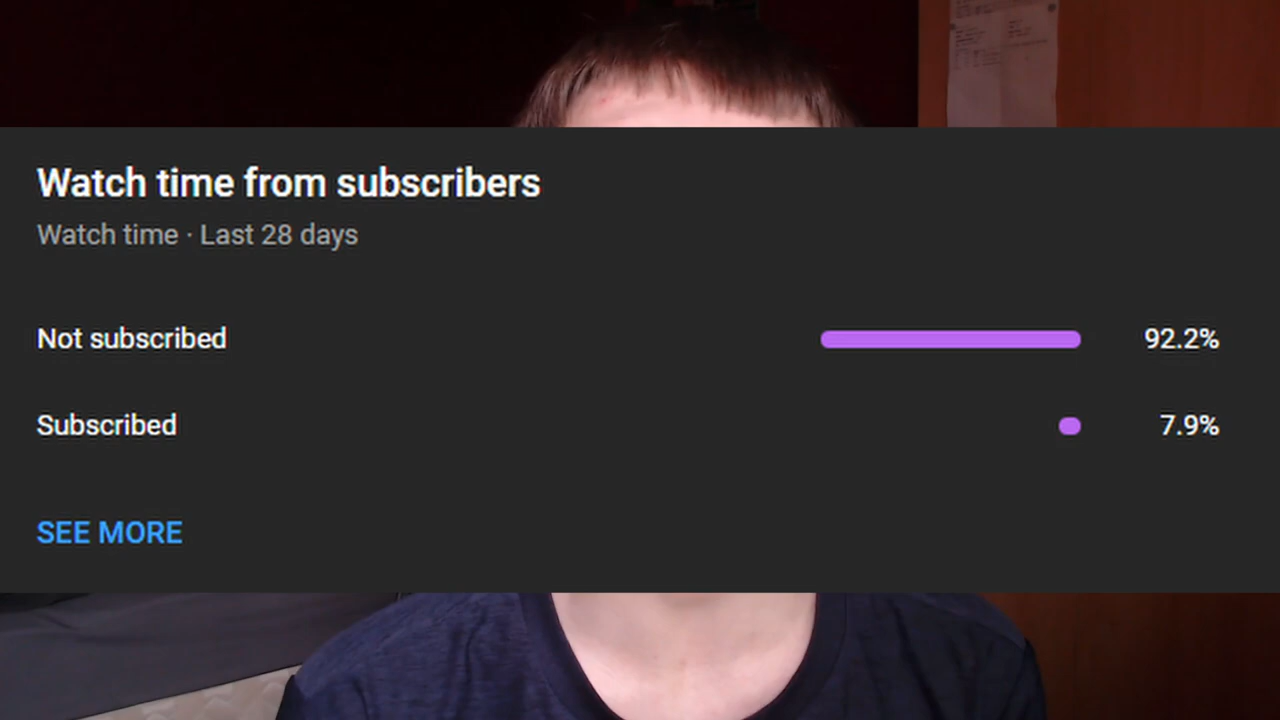 Watch time from subscribers
Watch time · Last 28 days
Not subscribed 92.2%
Subscribed 7.9%
SEE MORE